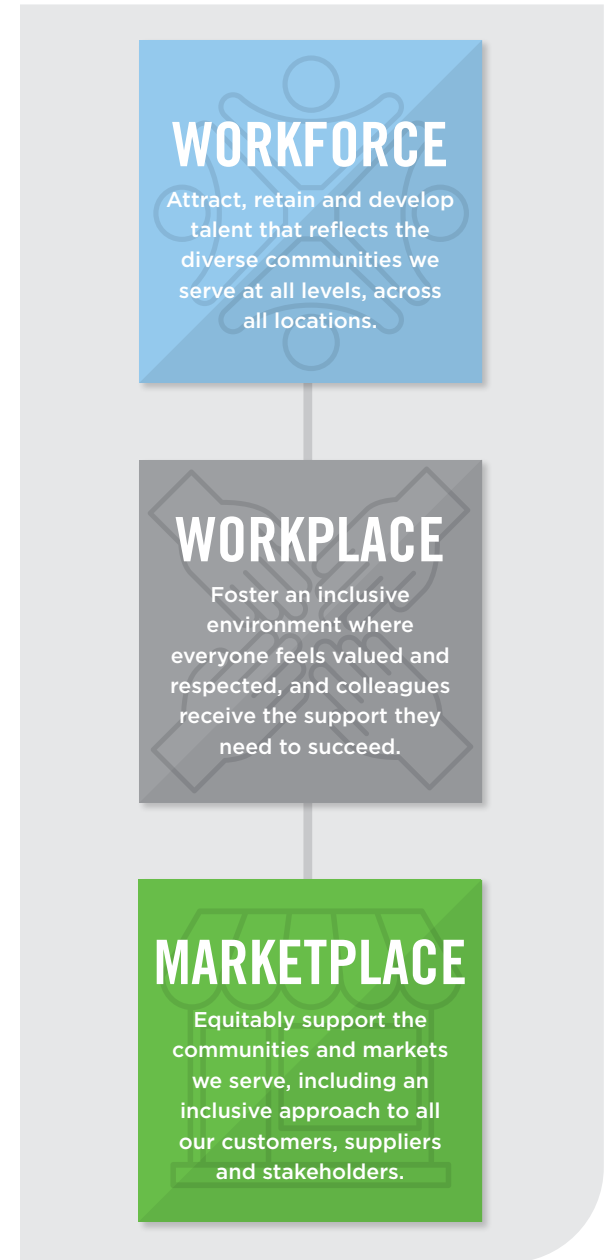 WORKFORCE
Attract, retain and develop
talent that reflects the
diverse communities we
serve at all levels, across
all locations.
WORKPLACE
Foster an inclusive
environment where
everyone feels valued and
respected, and colleagues
receive the support they
need to succeed.
MARKETPLACE
Equitably support the
communities and markets
we serve, including an
inclusive approach to all
our customers, suppliers
and stakeholders.